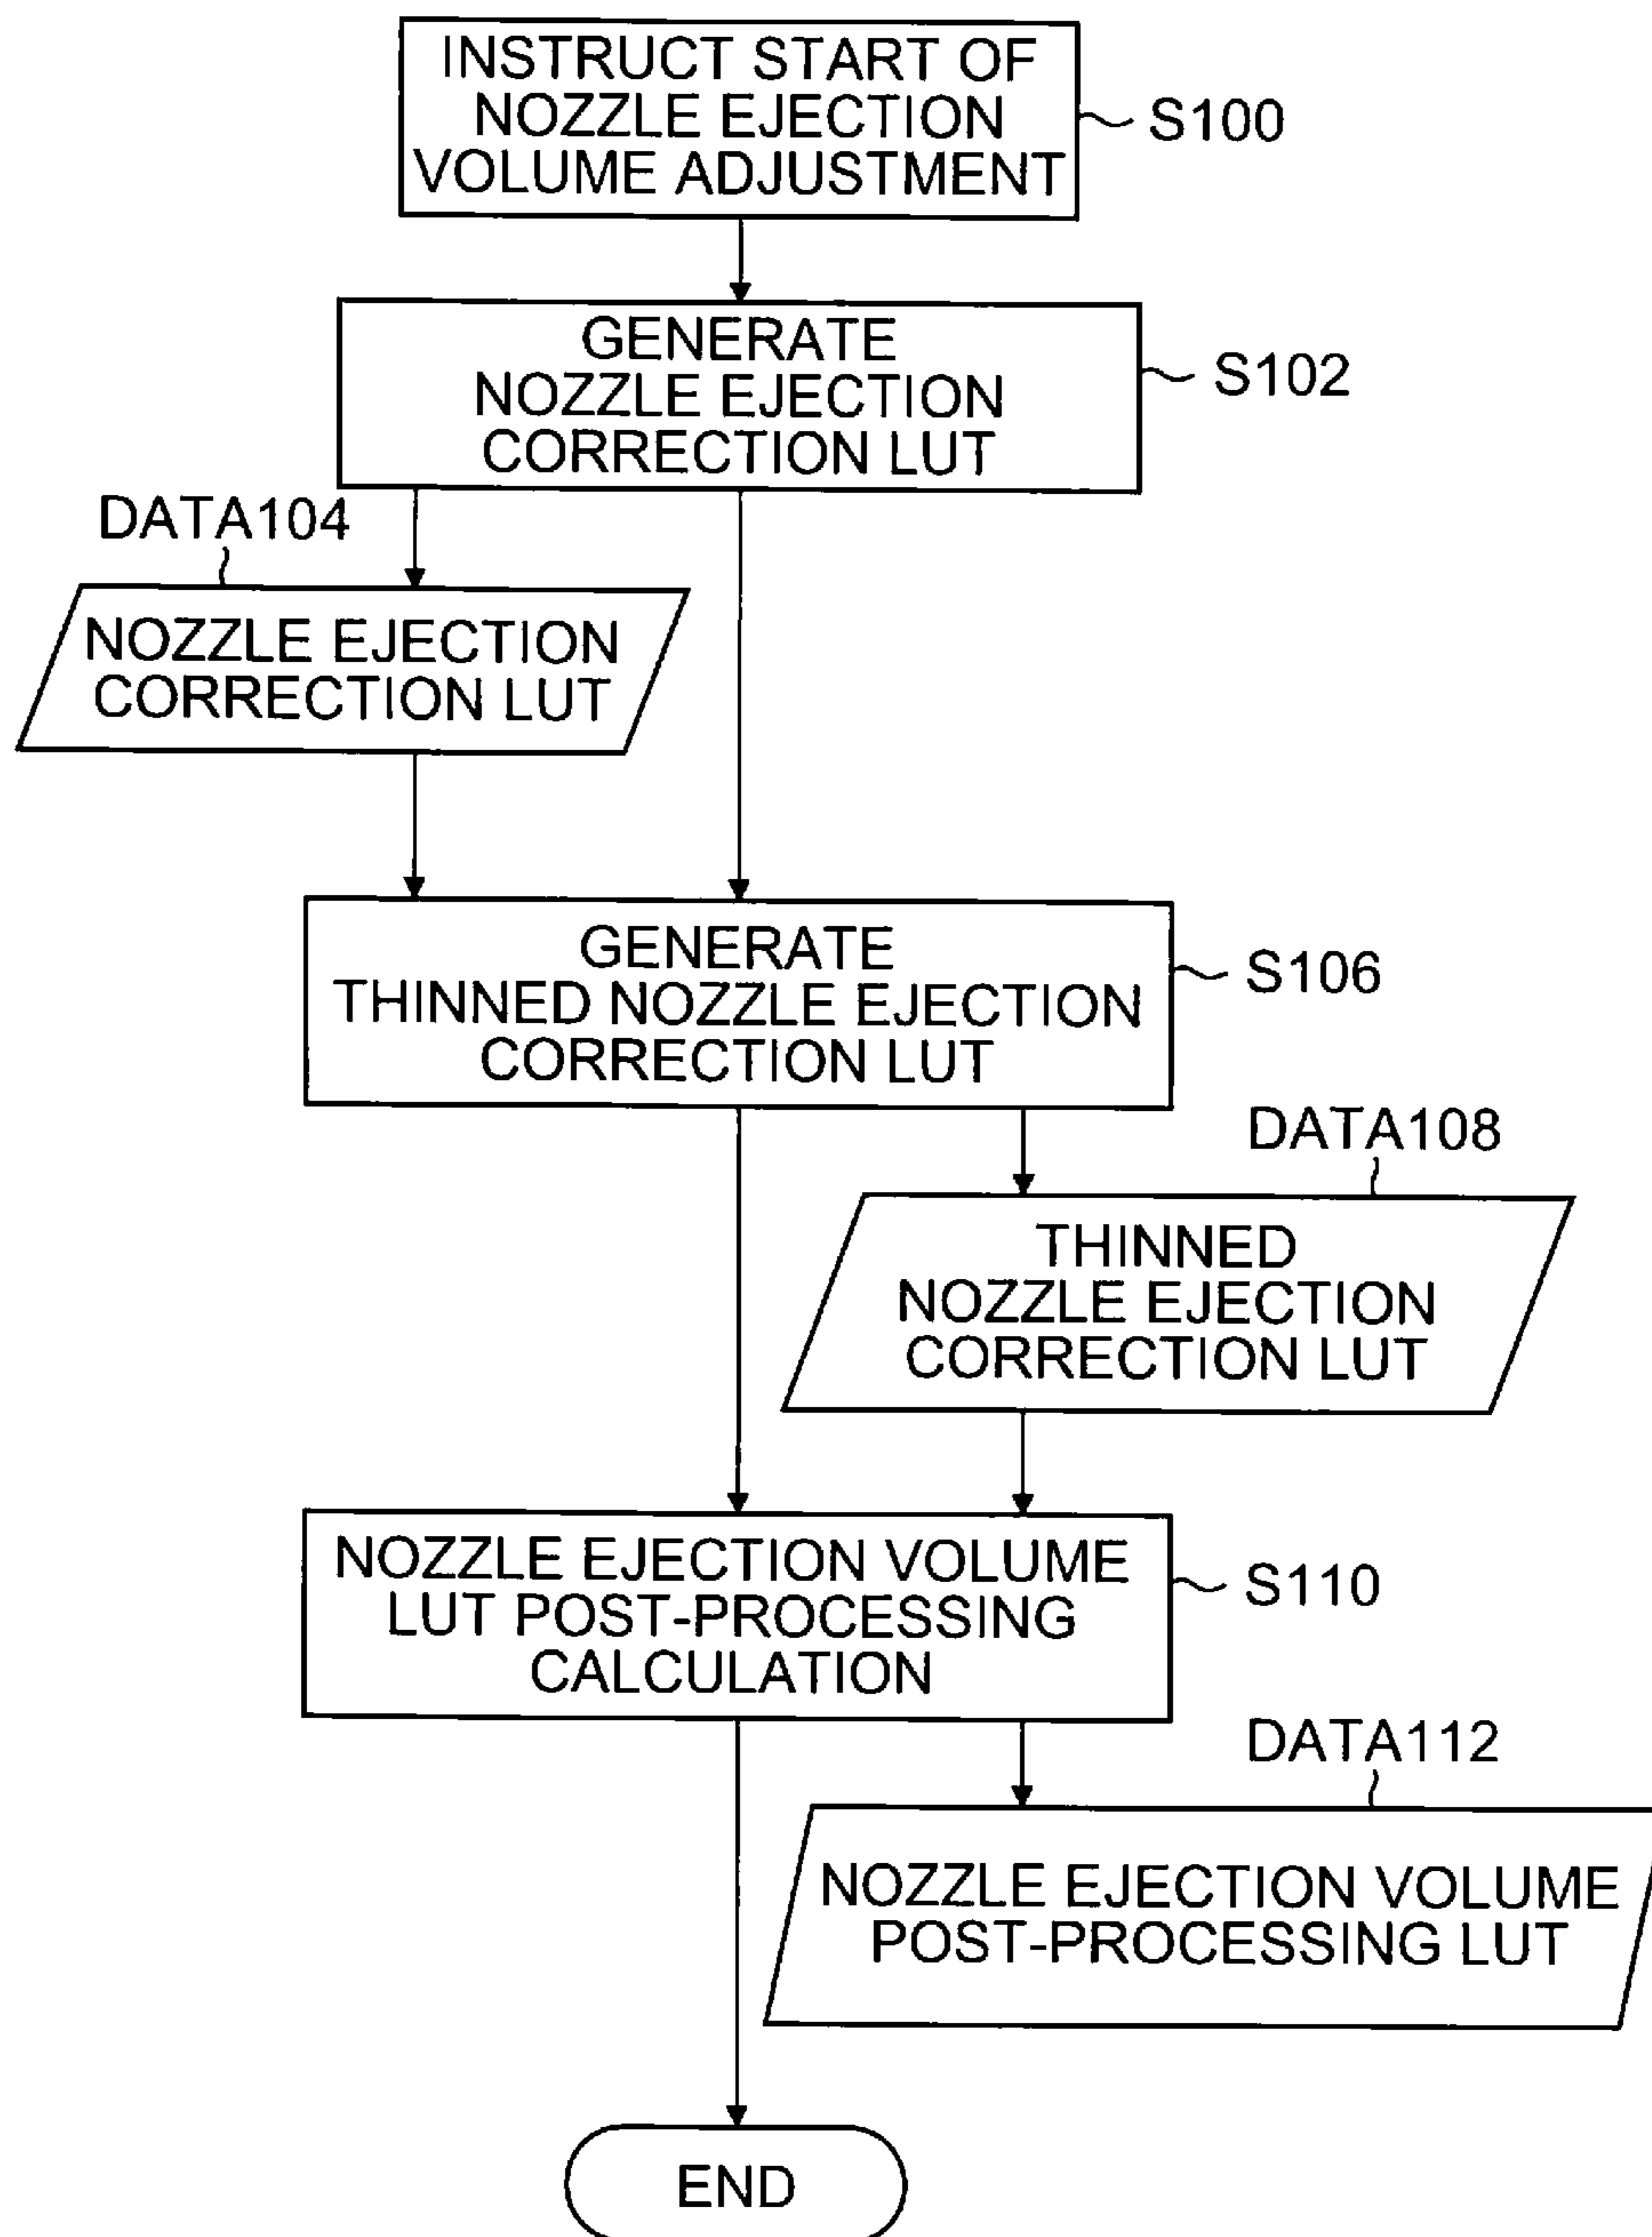 INSTRUCT START OF
NOZZLE EJECTION
VOLUME ADJUSTMENT
S100
GENERATE
NOZZLE EJECTION
CORRECTION LUT
S102
DATA104
NOZZLE EJECTION
CORRECTION LUT
GENERATE
THINNED NOZZLE EJECTION
CORRECTION LUT
S106
DATA108
THINNED
NOZZLE EJECTION
CORRECTION LUT
NOZZLE EJECTION VOLUME
LUT POST-PROCESSING
CALCULATION
S110
DATA112
NOZZLE EJECTION VOLUME
POST-PROCESSING LUT
END